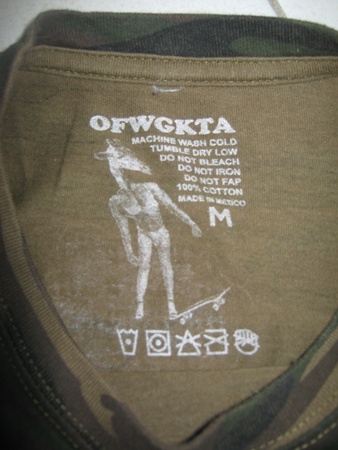 OFWGKTA
MACHINE WASH COLD
TUMBLE DRY LOW
DO NOT BLEACH
DO NOT IRON
DO NOT FAP
100% COTTON
MADE IN MEXICO
M